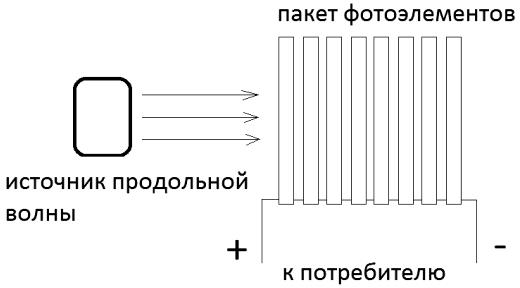 пакет фотоэлементов
источник продольной
волны
+ -
к потребителю